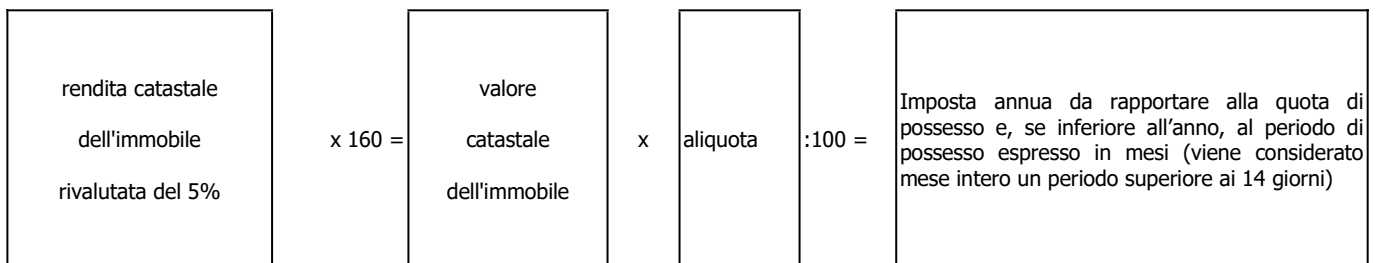 rendita catastale
dell'immobile
rivalutata del 5%
x 160 =
valore
catastale
dell'immobile
x
aliquota
:100 =
Imposta annua da rapportare alla quota di
possesso e, se inferiore all’anno, al periodo di
possesso espresso in mesi (viene considerato
mese intero un periodo superiore ai 14 giorni)